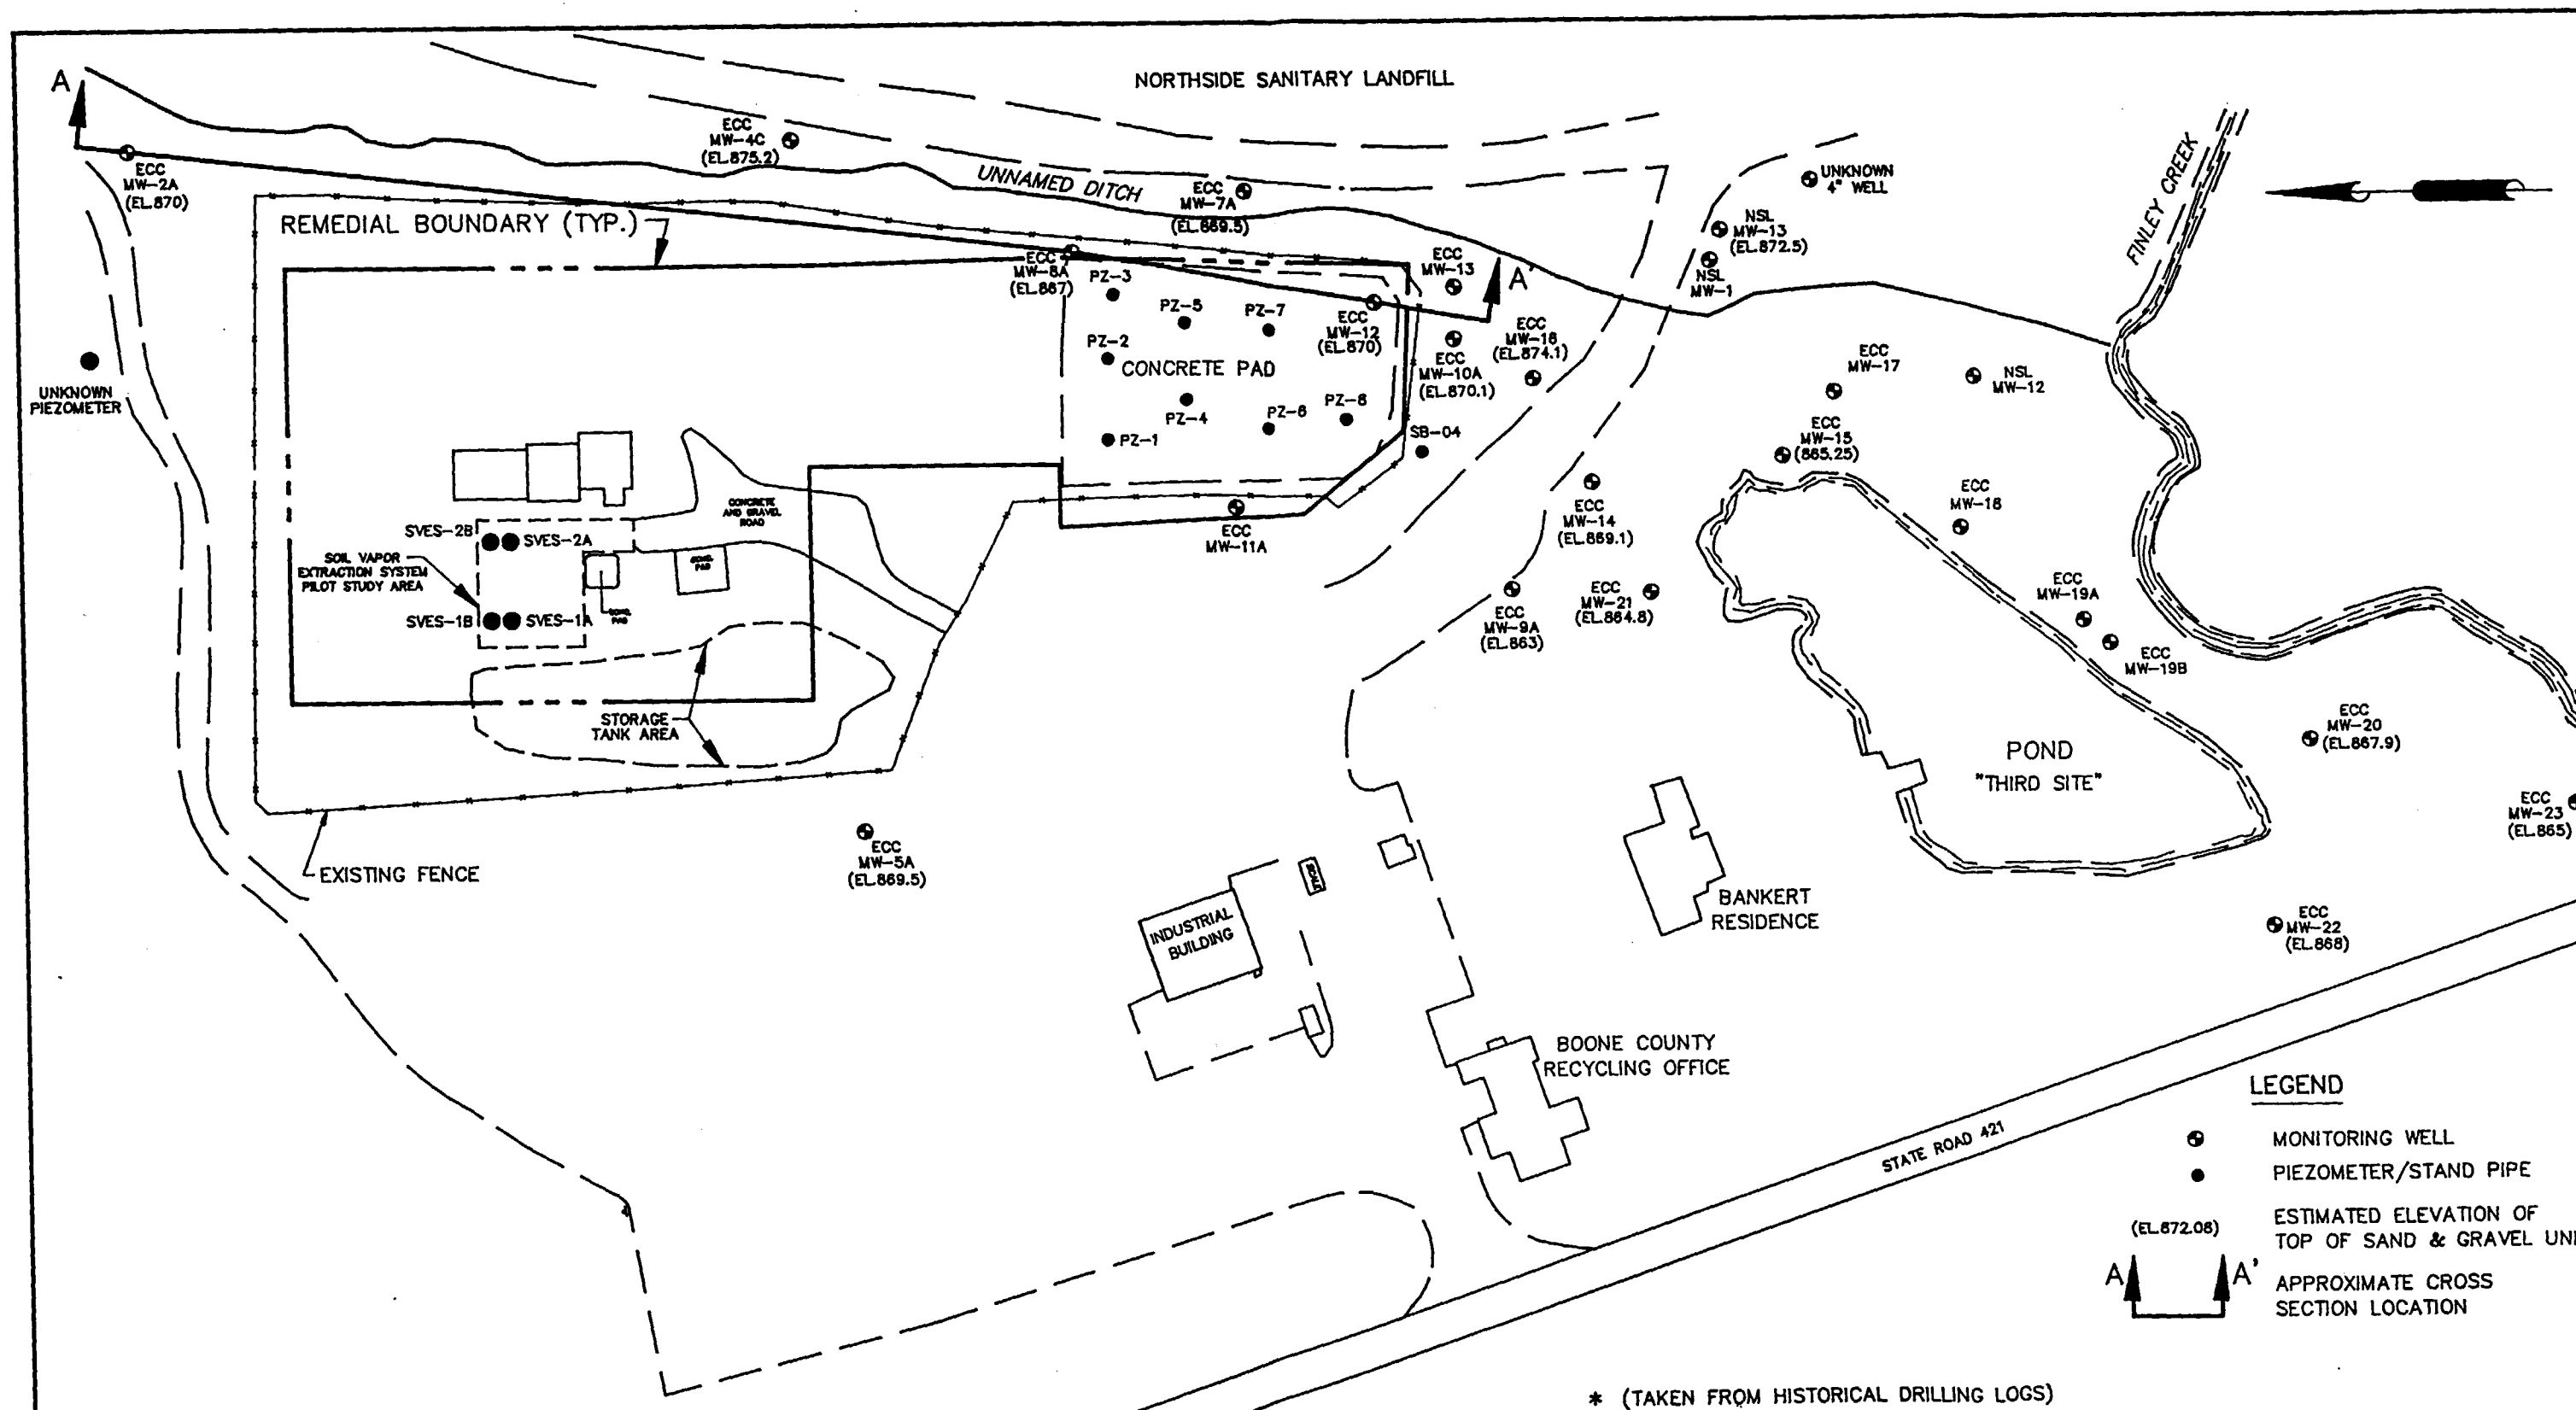 NORTHSIDE SANITARY LANDFILL
A
ECC
MW-2A
(EL.870)
ECC
MW-4C
(EL.875.2)
UNNAMED DITCH
ECC
MW-7A
(EL.869.5)
UNKNOWN
4" WELL
NSL
MW-13
(EL.872.5)
NSL
MW-1
FINLEY CREEK
REMEDIAL BOUNDARY (TYP.)
ECC
MW-8A
(EL.867)
ECC
MW-13
A'
PZ-3
PZ-5
PZ-7
PZ-2
CONCRETE PAD
ECC
MW-12
(EL.870)
ECC
MW-10A
(EL.870.1)
ECC
MW-16
(EL.874.1)
PZ-4
PZ-6
PZ-8
PZ-1
SB-04
UNKNOWN
PIEZOMETER
ECC
MW-17
NSL
MW-12
ECC
MW-15
(865.25)
ECC
MW-18
ECC
MW-14
(EL.869.1)
ECC
MW-11A
CONCRETE
AND GRAVEL
ROAD
SVES-2B
SVES-2A
SOIL VAPOR
EXTRACTION SYSTEM
PILOT STUDY AREA
CONC.
PAD
CONC.
PAD
SVES-1B
SVES-1A
ECC
MW-9A
(EL.863)
ECC
MW-21
(EL.864.8)
ECC
MW-19A
ECC
MW-19B
STORAGE
TANK AREA
ECC
MW-20
(EL.867.9)
POND
"THIRD SITE"
ECC
MW-23
(EL.865)
EXISTING FENCE
ECC
MW-5A
(EL.869.5)
SCALE
INDUSTRIAL
BUILDING
BANKERT
RESIDENCE
ECC
MW-22
(EL.868)
BOONE COUNTY
RECYCLING OFFICE
STATE ROAD 421
LEGEND
MONITORING WELL
PIEZOMETER/STAND PIPE
(EL.872.08)
ESTIMATED ELEVATION OF
TOP OF SAND & GRAVEL UNI
A A'
APPROXIMATE CROSS
SECTION LOCATION
* (TAKEN FROM HISTORICAL DRILLING LOGS)